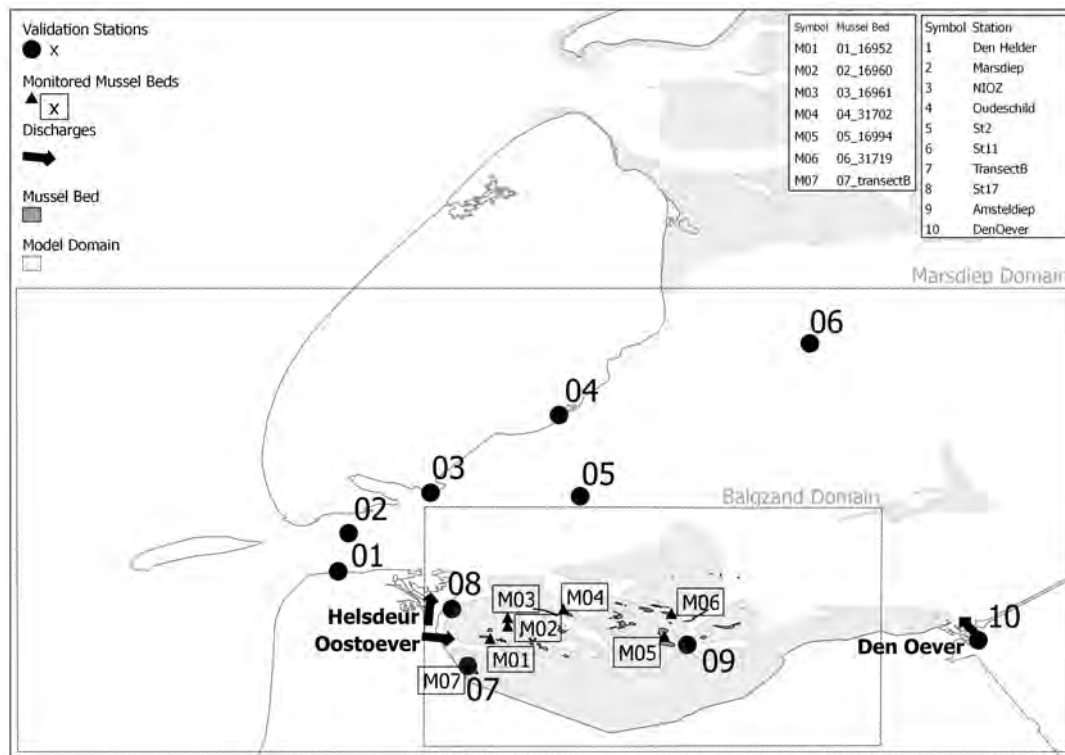 Validation Stations
x
Monitored Mussel Beds
x
Discharges
Mussel Bed
Model Domain
Symbol Mussel Bed
M01 01_16952
M02 02_16960
M03 03_16961
M04 04_31702
M05 05_16994
M06 06_31719
M07 07_transectB
Symbol Station
1 Den Helder
2 Marsdiep
3 NIOZ
4 Oudeschild
5 St2
6 St11
7 TransectB
8 St17
9 Amsteldiep
10 DenOever
Marsdiep Domain
06
04
03
05
Balgzand Domain
02
01
08
M03
M04
M06
Helsdeur
M02
10
Oostoever
M01
M05
09
Den Oever
M07
07